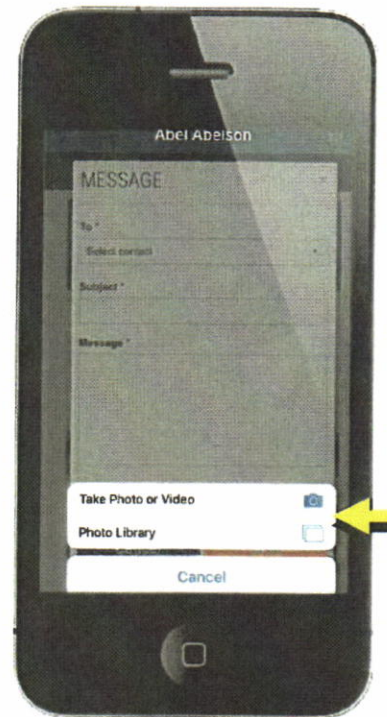 Abel Abelson
MESSAGE
To *
Select contact
Subject *
Message *
Take Photo or Video
Photo Library
Cancel